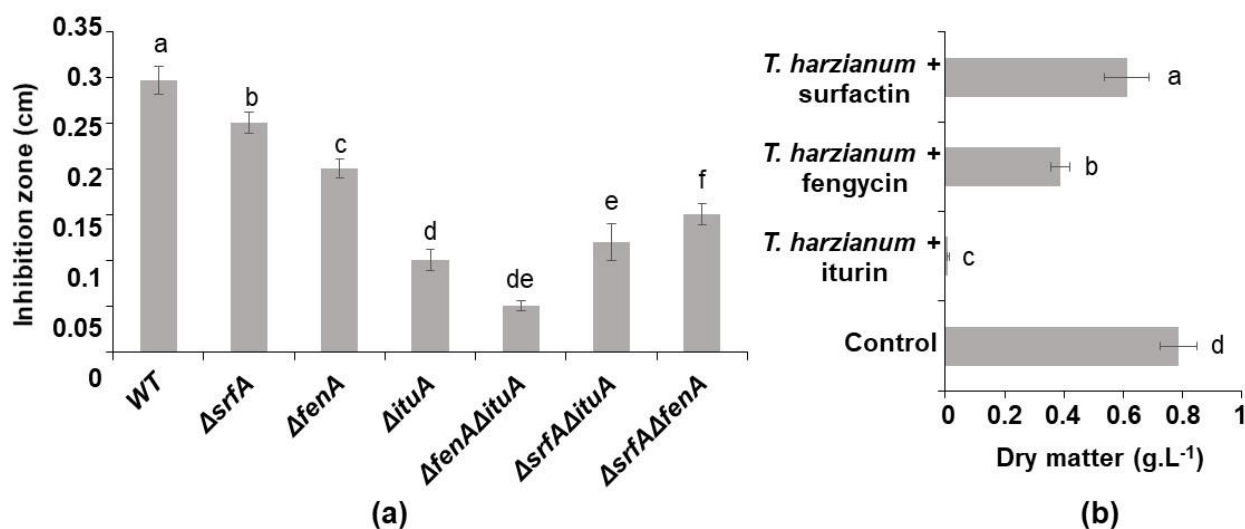 0.35
0.3
0.25
0.2
0.15
0.1
0.05
0
Inhibition zone (cm)
a
b
c
d
de
e
f
WT
ΔsrfA
ΔfenA
ΔituA
ΔfenAΔituA
ΔsrfAΔituA
ΔsrfAΔfenA
(a)
T. harzianum +
surfactin
a
T. harzianum +
fengycin
b
T. harzianum +
iturin
c
Control
d
0 0.2 0.4 0.6 0.8 1
Dry matter (g.L-1)
(b)